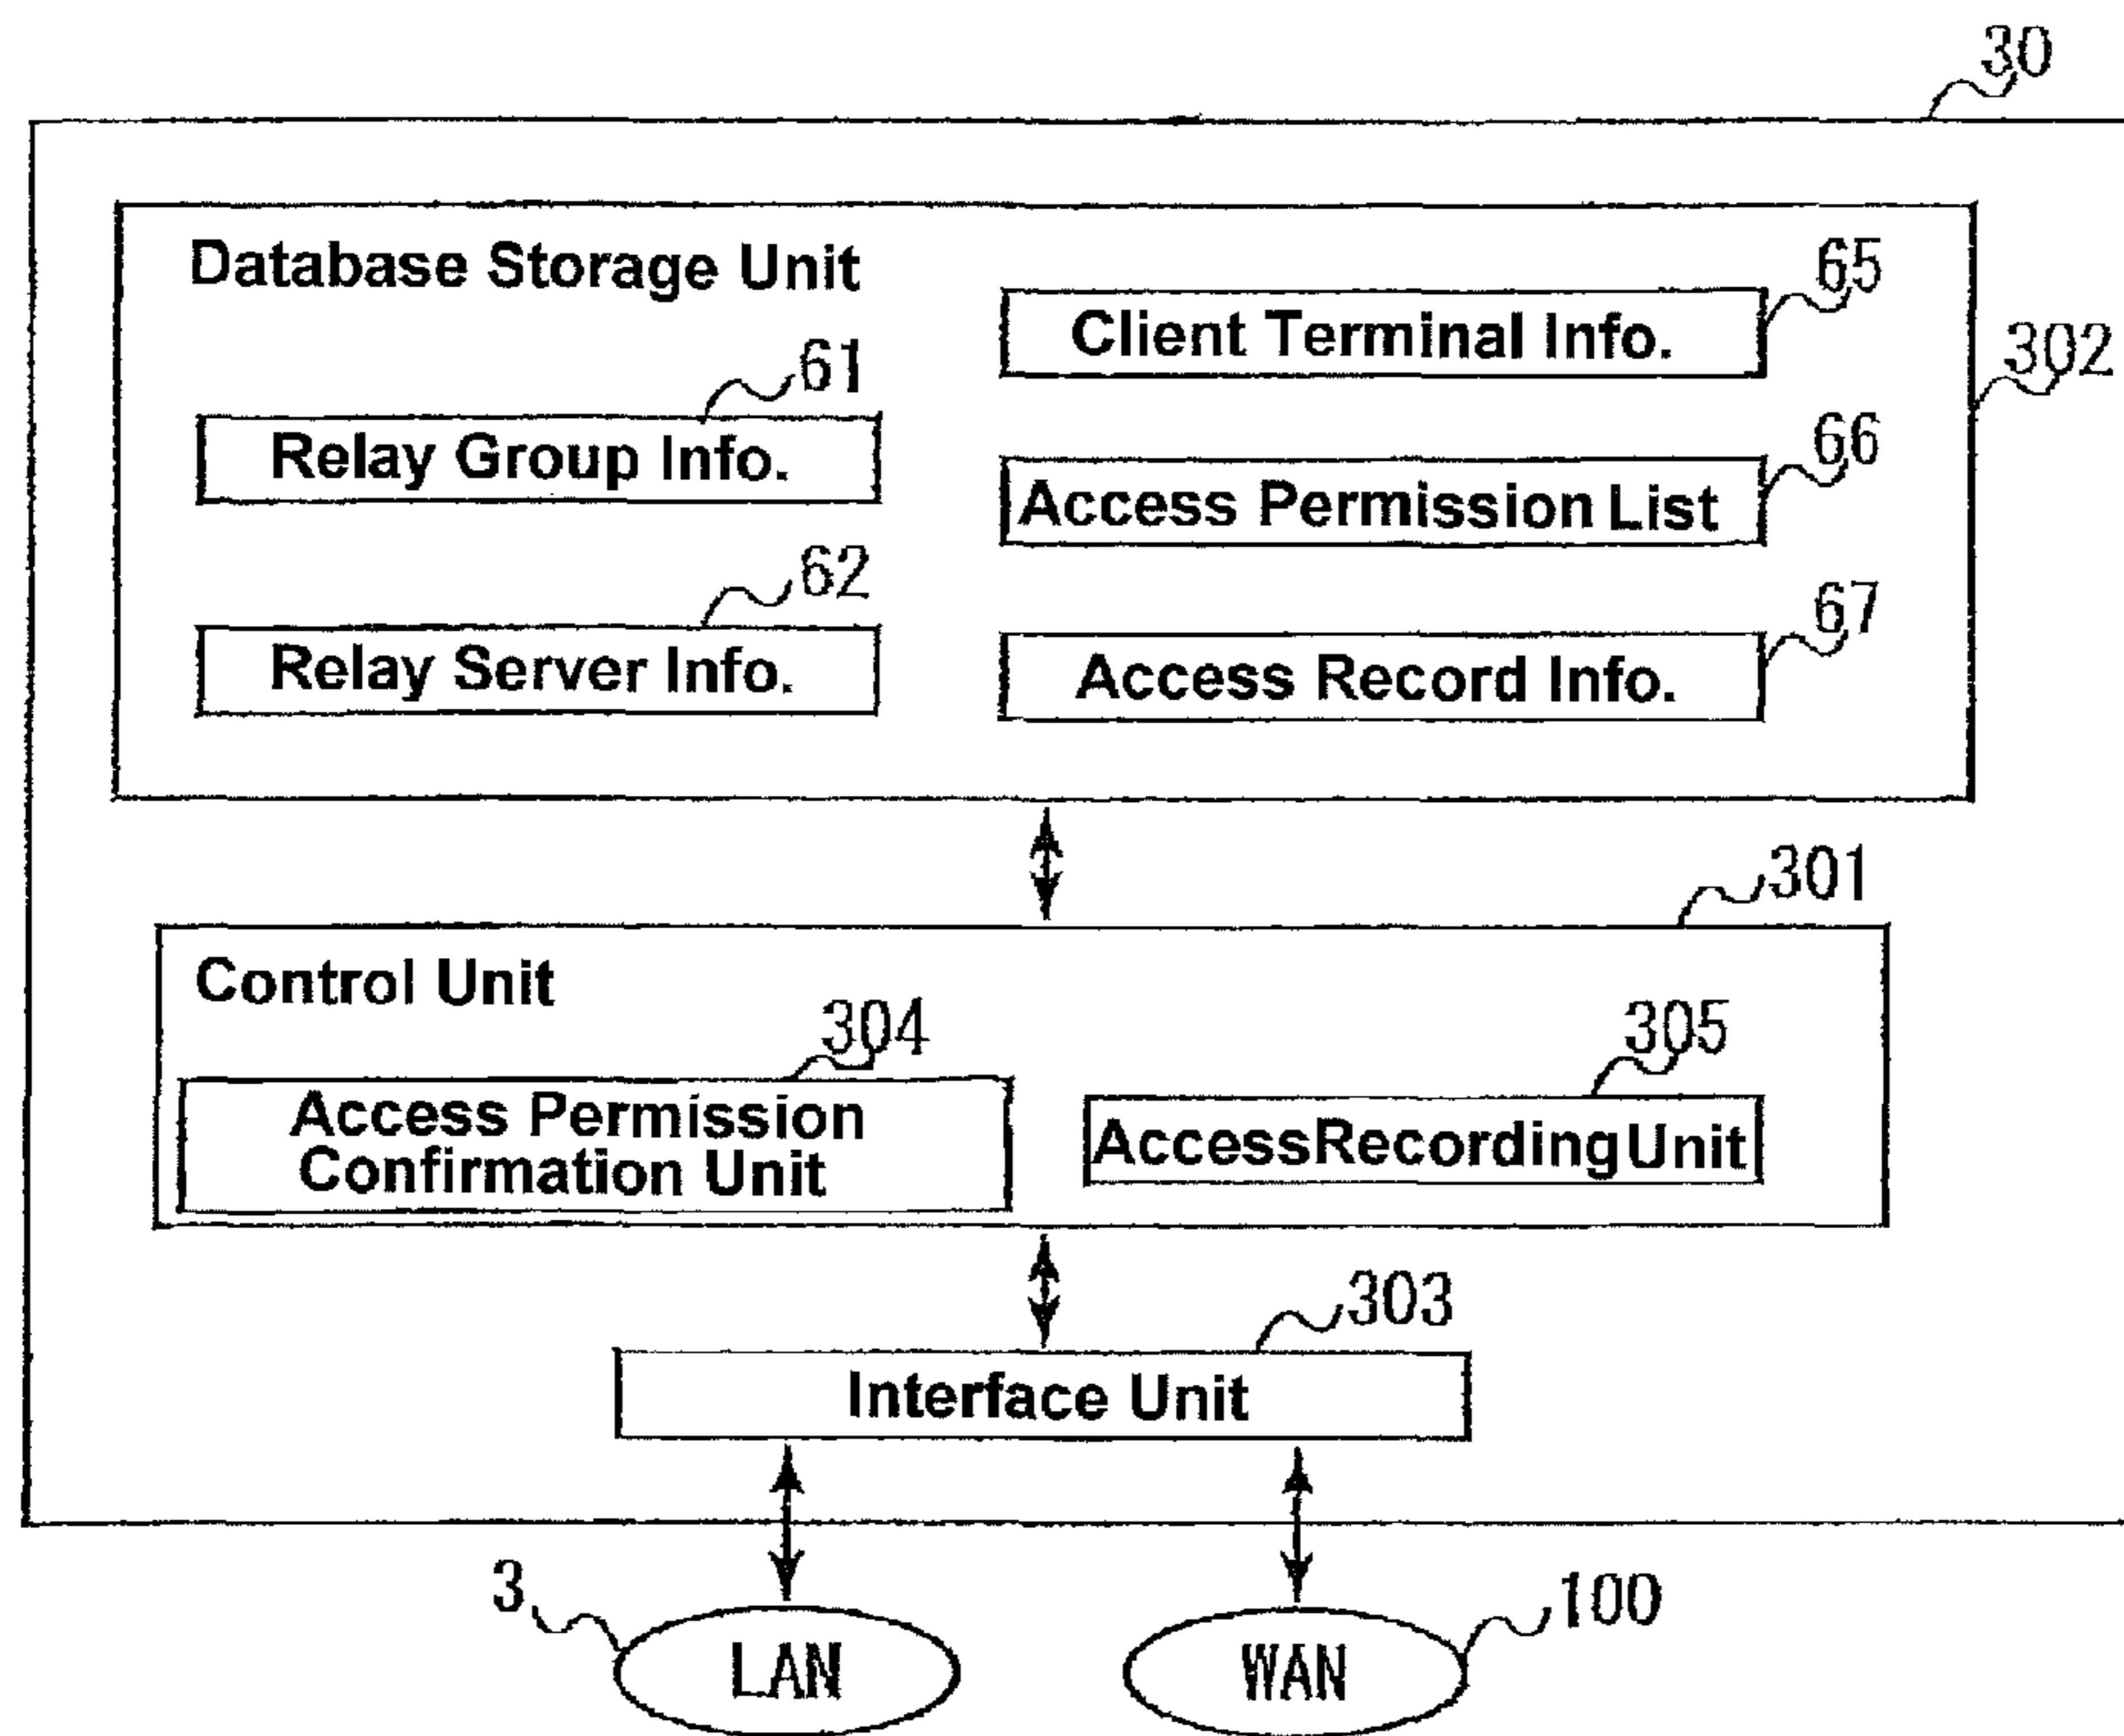 30
Database Storage Unit
65
Client Terminal Info.
302
61
Relay Group Info.
66
Access Permission List
62
Relay Server Info.
67
Access Record Info.
301
Control Unit
304
Access Permission
Confirmation Unit
305
AccessRecordingUnit
303
Interface Unit
3
LAN
WAN
100